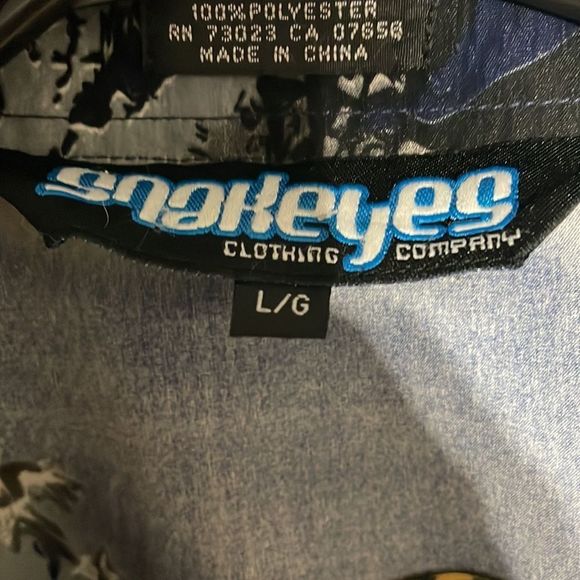 100%POLYESTER
RN 73023 CA 07656
MADE IN CHINA
snakeyes
CLOTHING COMPANY
L/G